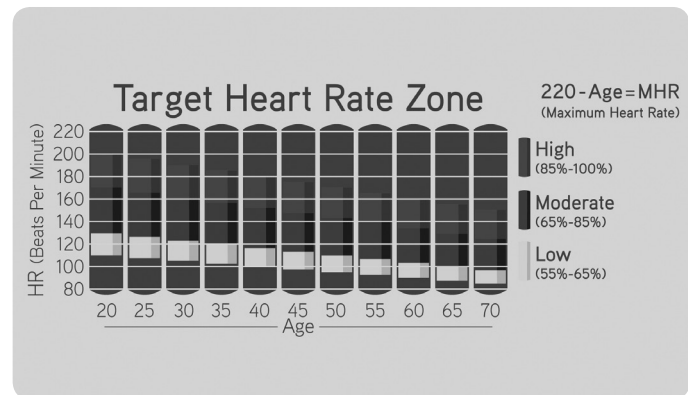 Target Heart Rate Zone
220-Age=MHR
(Maximum Heart Rate)
HR (Beats Per Minute)
220
200
180
160
140
120
100
80
20 25 30 35 40 45 50 55 60 65 70
Age
High
(85%-100%)
Moderate
(65%-85%)
Low
(55%-65%)